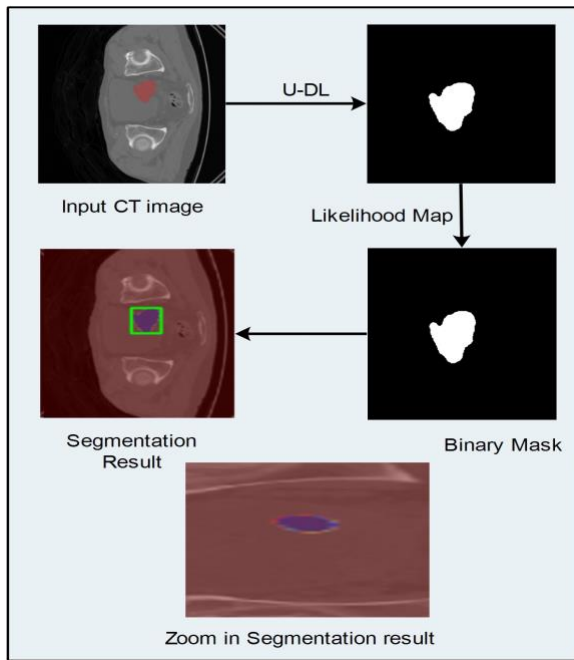 U-DL
Input CT image
Likelihood Map
Segmentation
Result
Binary Mask
Zoom in Segmentation result